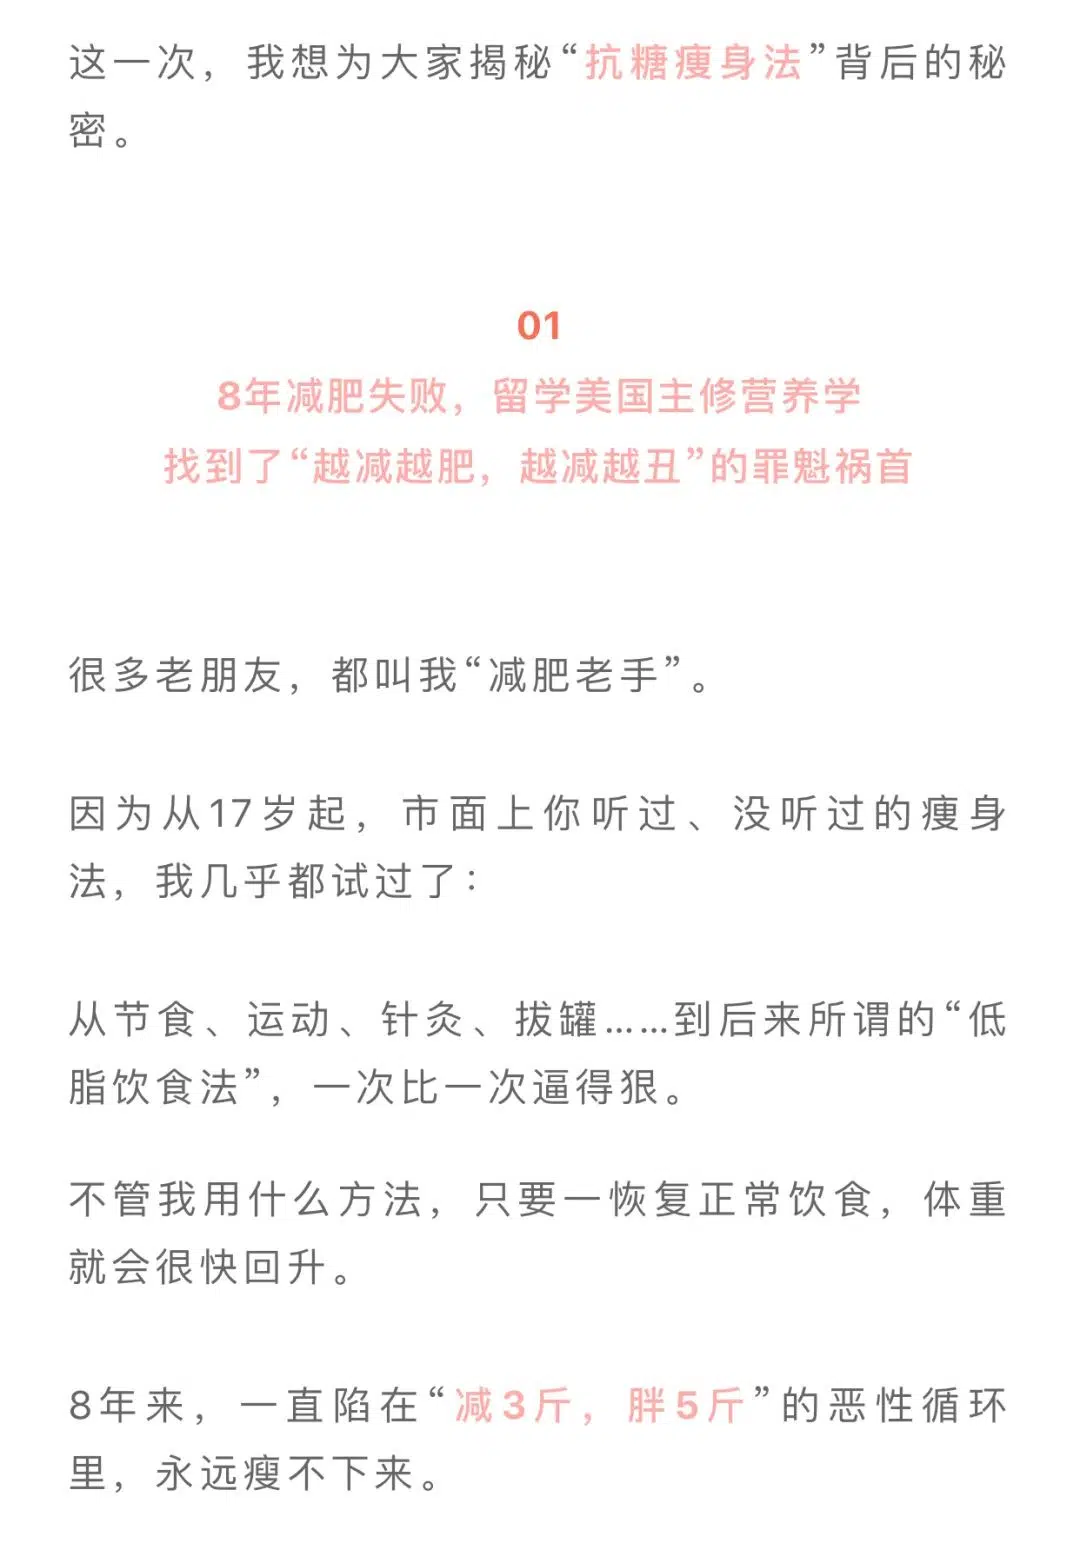 这一次，我想为大家揭秘“抗糖瘦身法”背后的秘
密。
01
8年减肥失败，留学美国主修营养学
找到了“越减越肥，越减越丑”的罪魁祸首
很多老朋友，都叫我“减肥老手”。
因为从17岁起，市面上你听过、没听过的瘦身
法，我几乎都试过了：
从节食、运动、针灸、拔罐……到后来所谓的“低
脂饮食法”，一次比一次逼得狠。
不管我用什么方法，只要一恢复正常饮食，体重
就会很快回升。
8年来，一直陷在“减3斤，胖5斤”的恶性循环
里，永远瘦不下来。